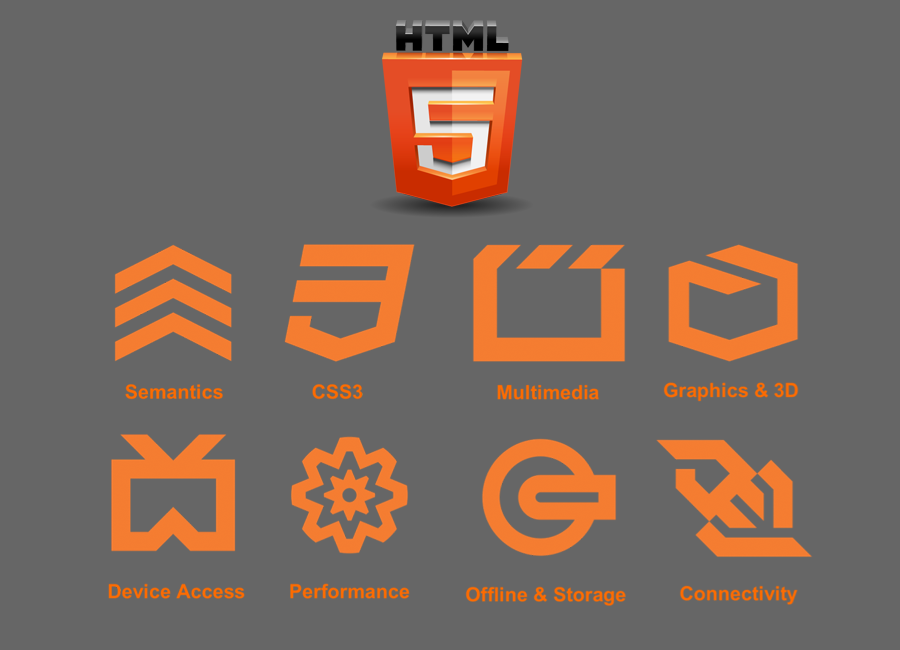 HTML
5
Semantics
CSS3
Multimedia
Graphics & 3D
Device Access
Performance
Offline & Storage
Connectivity